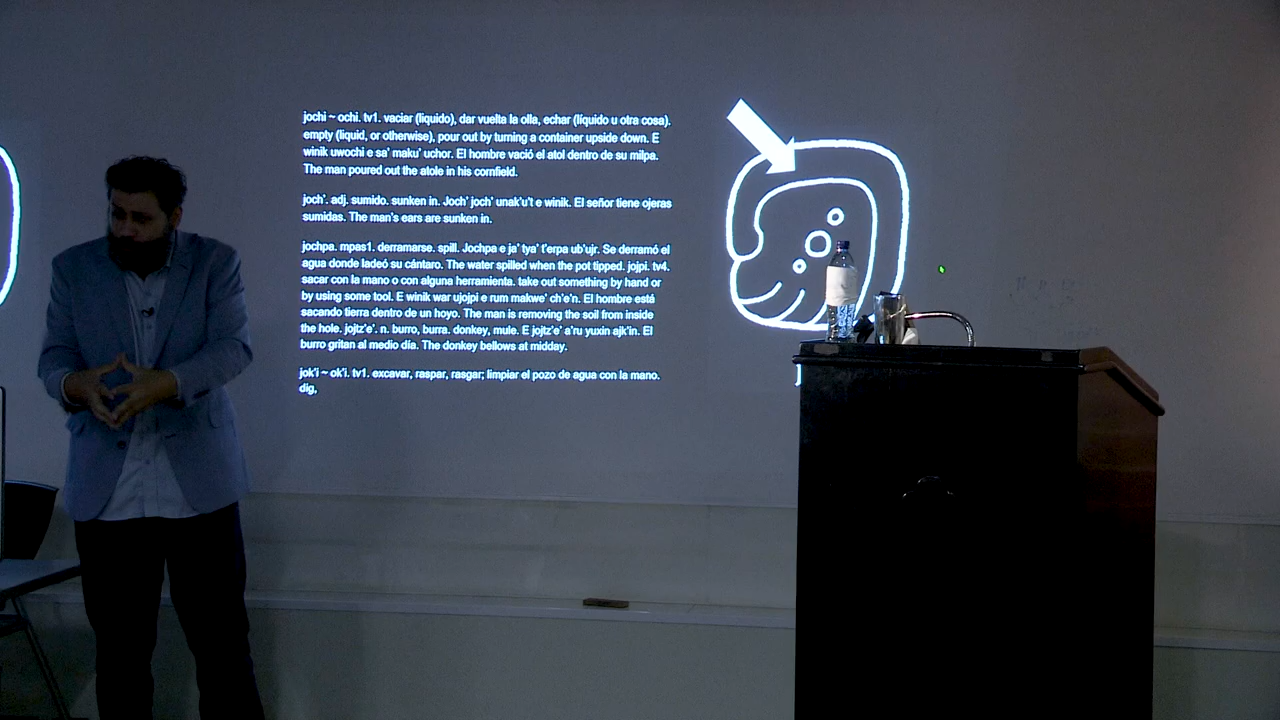 jochi ~ ochi. tv1. vaciar (liquido), dar vuelta la olla, echar (líquido u otra cosa).
empty (liquid, or otherwise), pour out by turning a container upside down. E
winik uwochi e sa' maku' uchor. El hombre vació el atol dentro de su milpa.
The man poured out the atole in his cornfield.
joch'. adj. sumido. sunken in. Joch' joch' unak'u't e winik. El señor tiene ojeras
sumidas. The man's ears are sunken in.
jochpa. mpas1. derramarse. spill. Jochpa e ja' tya' t'erpa ub'ujr. Se derramó el
agua donde ladeó su cántaro. The water spilled when the pot tipped. jojpi. tv4.
sacar con la mano o con alguna herramienta. take out something by hand or
by using some tool. E winik war ujojpi e rum makwe' ch'e'n. El hombre está
sacando tierra dentro de un hoyo. The man is removing the soil from inside
the hole. jojtz'e'. n. burro, burra. donkey, mule. E jojtz'e' a'ru yuxin ajk'in. El
burro gritan al medio día. The donkey bellows at midday.
jok'i ~ ok'i. tv1. excavar, raspar, rasgar; limpiar el pozo de agua con la mano.
dig,